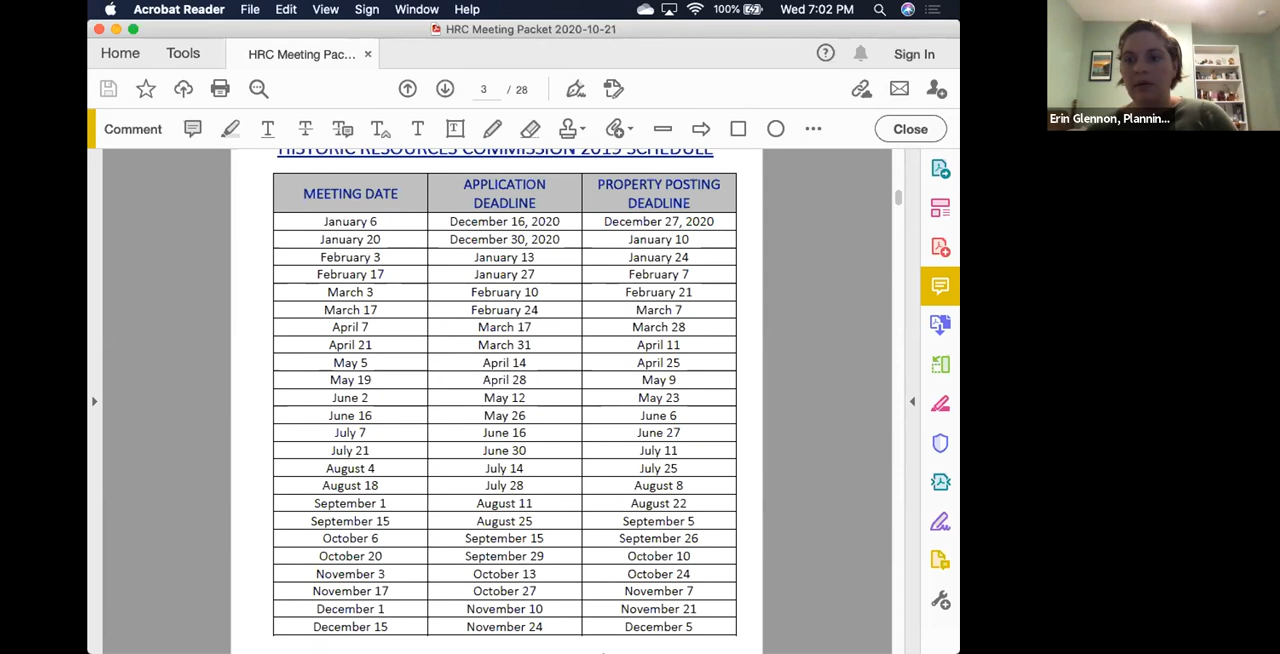 Acrobat Reader File Edit View Sign Window Help 100% Wed 7:02 PM
HRC Meeting Packet 2020-10-21
Home Tools HRC Meeting Pac... × Sign In
3 / 28
Comment Close
HISTORIC RESOURCES COMMISSION 2019 SCHEDULE
MEETING DATE APPLICATION DEADLINE PROPERTY POSTING DEADLINE
January 6 December 16, 2020 December 27, 2020
January 20 December 30, 2020 January 10
February 3 January 13 January 24
February 17 January 27 February 7
March 3 February 10 February 21
March 17 February 24 March 7
April 7 March 17 March 28
April 21 March 31 April 11
May 5 April 14 April 25
May 19 April 28 May 9
June 2 May 12 May 23
June 16 May 26 June 6
July 7 June 16 June 27
July 21 June 30 July 11
August 4 July 14 July 25
August 18 July 28 August 8
September 1 August 11 August 22
September 15 August 25 September 5
October 6 September 15 September 26
October 20 September 29 October 10
November 3 October 13 October 24
November 17 October 27 November 7
December 1 November 10 November 21
December 15 November 24 December 5
Erin Glennon, Plannin...